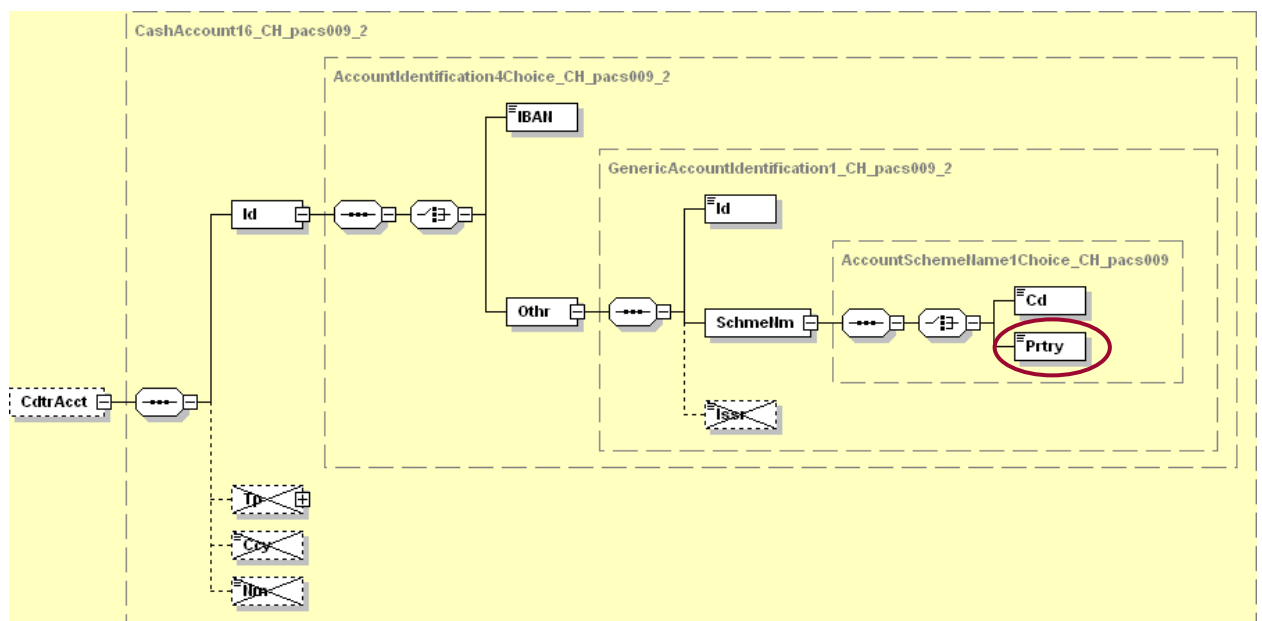 CashAccount16_CH_pacs009_2
AccountIdentification4Choice_CH_pacs009_2
IBAN
GenericAccountIdentification1_CH_pacs009_2
Id
Id
AccountSchemeName1Choice_CH_pacs009
Cd
Othr
SchmeNm
Prtry
CdtrAcct
Issr
Tp
Ccy
Nm